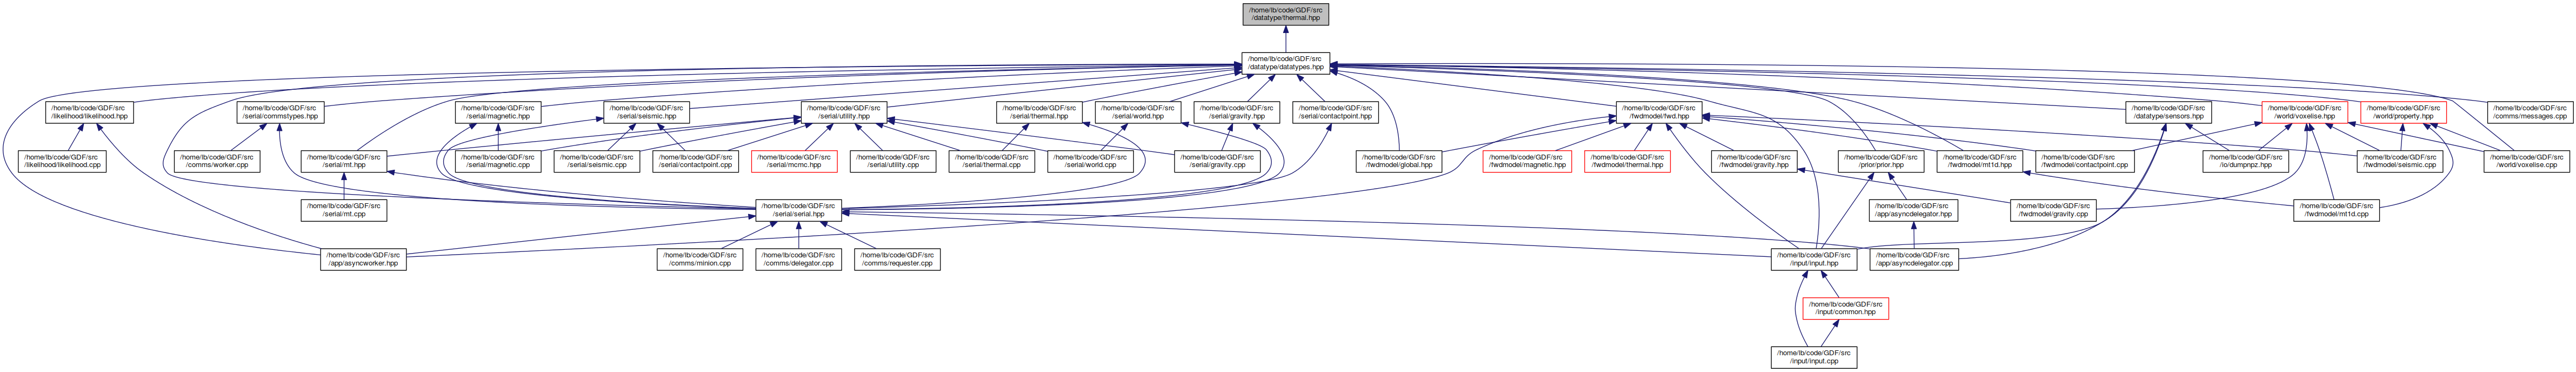 /home/lb/code/GDF/src
/datatype/thermal.hpp
/home/lb/code/GDF/src
/datatype/datatypes.hpp
/home/lb/code/GDF/src
/likelihood/likelihood.hpp
/home/lb/code/GDF/src
/serial/commstypes.hpp
/home/lb/code/GDF/src
/serial/magnetic.hpp
/home/lb/code/GDF/src
/serial/seismic.hpp
/home/lb/code/GDF/src
/serial/utility.hpp
/home/lb/code/GDF/src
/serial/thermal.hpp
/home/lb/code/GDF/src
/serial/world.hpp
/home/lb/code/GDF/src
/serial/gravity.hpp
/home/lb/code/GDF/src
/serial/contactpoint.hpp
/home/lb/code/GDF/src
/fwdmodel/fwd.hpp
/home/lb/code/GDF/src
/datatype/sensors.hpp
/home/lb/code/GDF/src
/world/voxelise.hpp
/home/lb/code/GDF/src
/world/property.hpp
/home/lb/code/GDF/src
/comms/messages.cpp
/home/lb/code/GDF/src
/likelihood/likelihood.cpp
/home/lb/code/GDF/src
/comms/worker.cpp
/home/lb/code/GDF/src
/serial/mt.hpp
/home/lb/code/GDF/src
/serial/magnetic.cpp
/home/lb/code/GDF/src
/serial/seismic.cpp
/home/lb/code/GDF/src
/serial/contactpoint.cpp
/home/lb/code/GDF/src
/serial/mcmc.hpp
/home/lb/code/GDF/src
/serial/utility.cpp
/home/lb/code/GDF/src
/serial/thermal.cpp
/home/lb/code/GDF/src
/serial/world.cpp
/home/lb/code/GDF/src
/serial/gravity.cpp
/home/lb/code/GDF/src
/fwdmodel/global.hpp
/home/lb/code/GDF/src
/fwdmodel/magnetic.hpp
/home/lb/code/GDF/src
/fwdmodel/thermal.hpp
/home/lb/code/GDF/src
/fwdmodel/gravity.hpp
/home/lb/code/GDF/src
/prior/prior.hpp
/home/lb/code/GDF/src
/fwdmodel/mt1d.hpp
/home/lb/code/GDF/src
/fwdmodel/contactpoint.cpp
/home/lb/code/GDF/src
/io/dumpnpz.hpp
/home/lb/code/GDF/src
/fwdmodel/seismic.cpp
/home/lb/code/GDF/src
/world/voxelise.cpp
/home/lb/code/GDF/src
/serial/mt.cpp
/home/lb/code/GDF/src
/serial/serial.hpp
/home/lb/code/GDF/src
/app/asyncdelegator.hpp
/home/lb/code/GDF/src
/fwdmodel/gravity.cpp
/home/lb/code/GDF/src
/fwdmodel/mt1d.cpp
/home/lb/code/GDF/src
/app/asyncworker.hpp
/home/lb/code/GDF/src
/comms/minion.cpp
/home/lb/code/GDF/src
/comms/delegator.cpp
/home/lb/code/GDF/src
/comms/requester.cpp
/home/lb/code/GDF/src
/input/input.hpp
/home/lb/code/GDF/src
/app/asyncdelegator.cpp
/home/lb/code/GDF/src
/input/common.hpp
/home/lb/code/GDF/src
/input/input.cpp